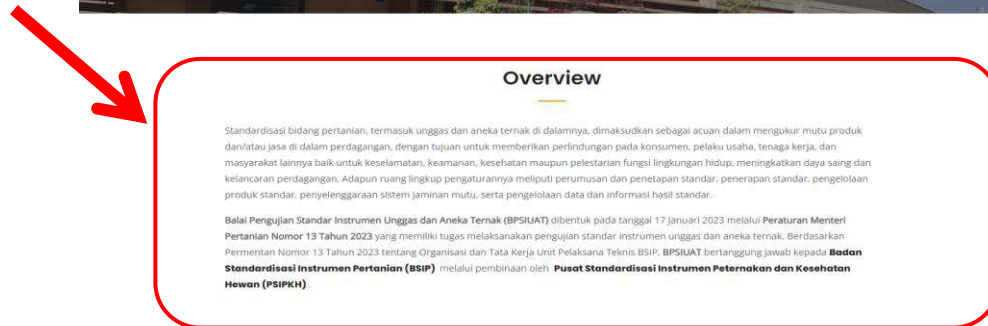 Overview
Standardisasi bidang pertanian, termasuk unggas dan aneka ternak di dalamnya, dimaksudkan sebagai acuan dalam mengukur mutu produk
dan/atau jasa di dalam perdagangan, dengan tujuan untuk memberikan perlindungan pada konsumen, pelaku usaha, tenaga kerja, dan
masyarakat lainnya baik untuk keselamatan, keamanan, kesehatan maupun pelestarian fungsi lingkungan hidup, meningkatkan daya saing dan
kelancaran perdagangan. Adapun ruang lingkup pengaturannya meliputi perumusan dan penetapan standar, penerapan standar, pengelolaan
produk standar, penyelenggaraan sistem jaminan mutu, serta pengelolaan data dan informasi hasil standar.
Balai Pengujian Standar Instrumen Unggas dan Aneka Ternak (BPSIUAT) dibentuk pada tanggal 17 Januari 2023 melalui Peraturan Menteri
Pertanian Nomor 13 Tahun 2023 yang memiliki tugas melaksanakan pengujian standar instrumen unggas dan aneka ternak. Berdasarkan
Permentan Nomor 13 Tahun 2023 tentang Organisasi dan Tata Kerja Unit Pelaksana Teknis BSIP, BPSIUAT bertanggung jawab kepada Badan
Standardisasi Instrumen Pertanian (BSIP) melalui pembinaan oleh Pusat Standardisasi Instrumen Peternakan dan Kesehatan
Hewan (PSIPKH) .